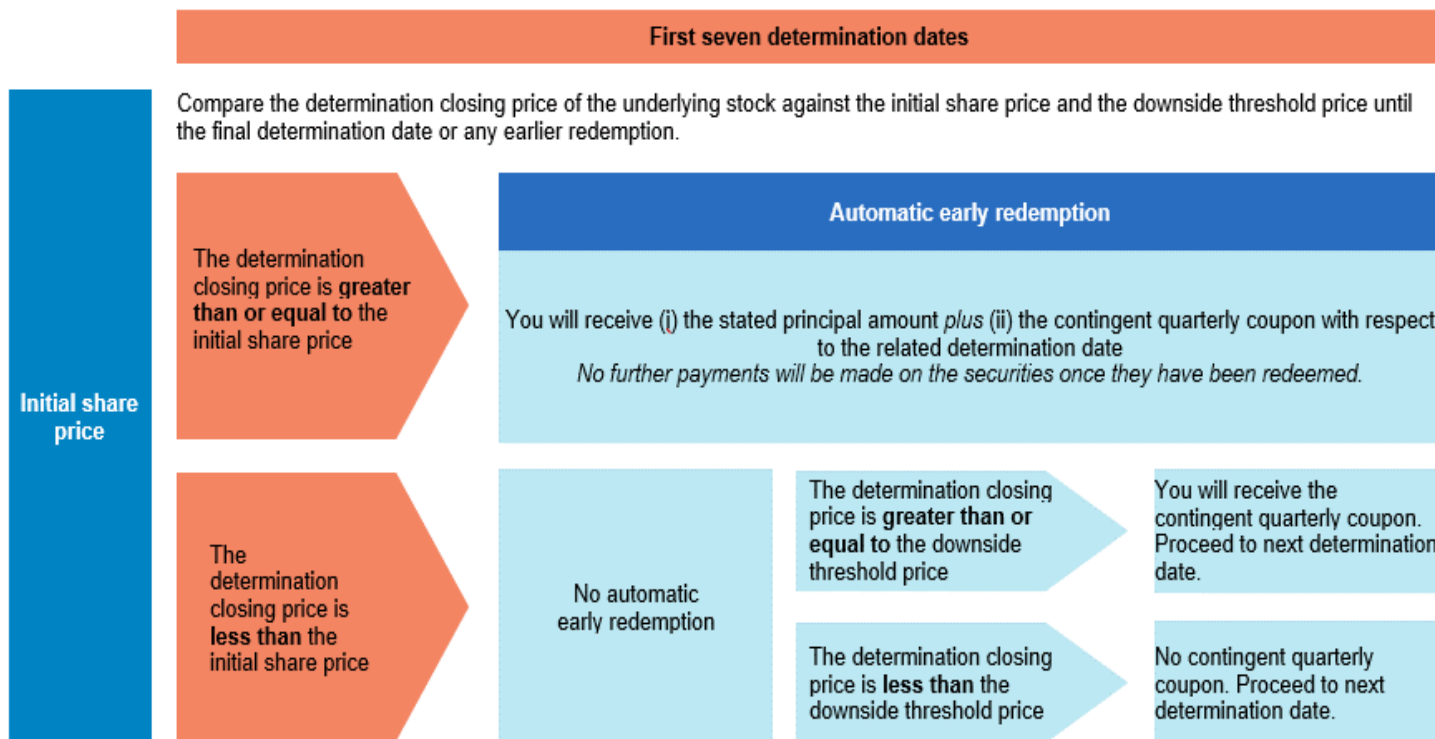 First seven determination dates
Compare the determination closing price of the underlying stock against the initial share price and the downside threshold price until
the final determination date or any earlier redemption.
Initial share
price
The determination
closing price is greater
than or equal to the
initial share price
Automatic early redemption
You will receive (i) the stated principal amount plus (ii) the contingent quarterly coupon with respect
to the related determination date
No further payments will be made on the securities once they have been redeemed.
The
determination
closing price is
less than the
initial share price
No automatic
early redemption
The determination closing
price is greater than or
equal to the downside
threshold price
You will receive the
contingent quarterly coupon.
Proceed to next determination
date.
The determination closing
price is less than the
downside threshold price
No contingent quarterly
coupon. Proceed to next
determination date.